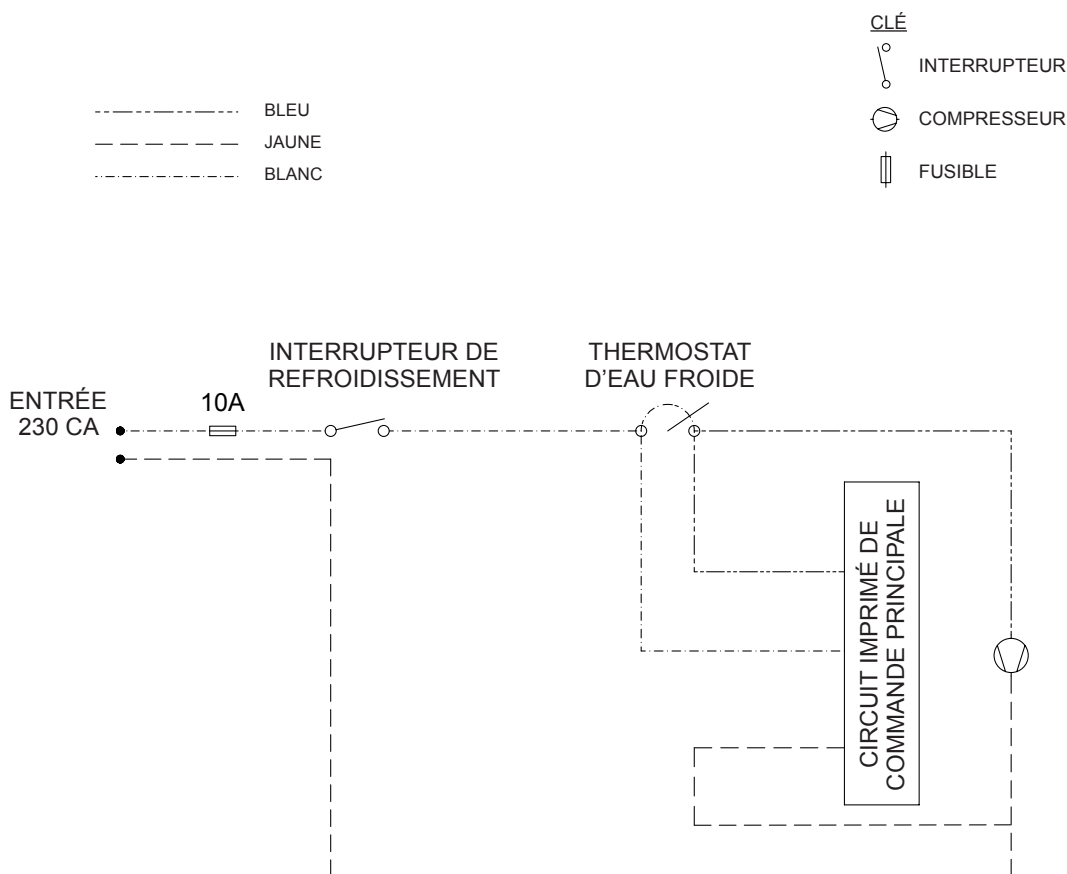 CLÉ
INTERRUPTEUR
COMPRESSEUR
FUSIBLE
BLEU
JAUNE
BLANC
INTERRUPTEUR DE
REFROIDISSEMENT
THERMOSTAT
D'EAU FROIDE
ENTRÉE
230 CA
10A
CIRCUIT IMPRIMÉ DE
COMMANDE PRINCIPALE